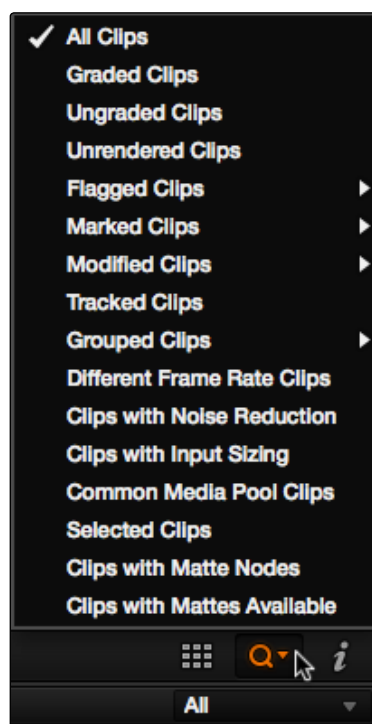 All Clips
Graded Clips
Ungraded Clips
Unrendered Clips
Flagged Clips
Marked Clips
Modified Clips
Tracked Clips
Grouped Clips
Different Frame Rate Clips
Clips with Noise Reduction
Clips with Input Sizing
Common Media Pool Clips
Selected Clips
Clips with Matte Nodes
Clips with Mattes Available
i
All